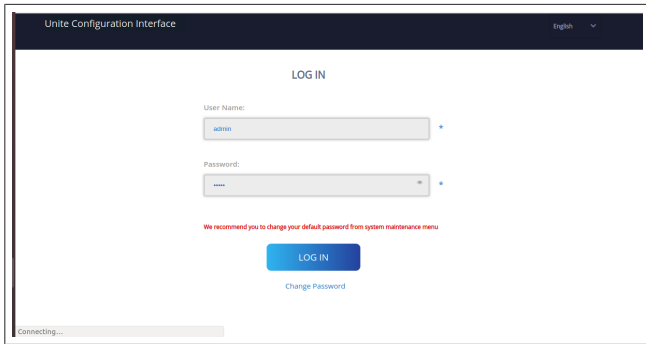 Unite Configuration Interface
English
LOG IN
User Name:
admin
*
Password:
•••••
*
We recommend you to change your default password from system maintenance menu
LOG IN
Change Password
Connecting...